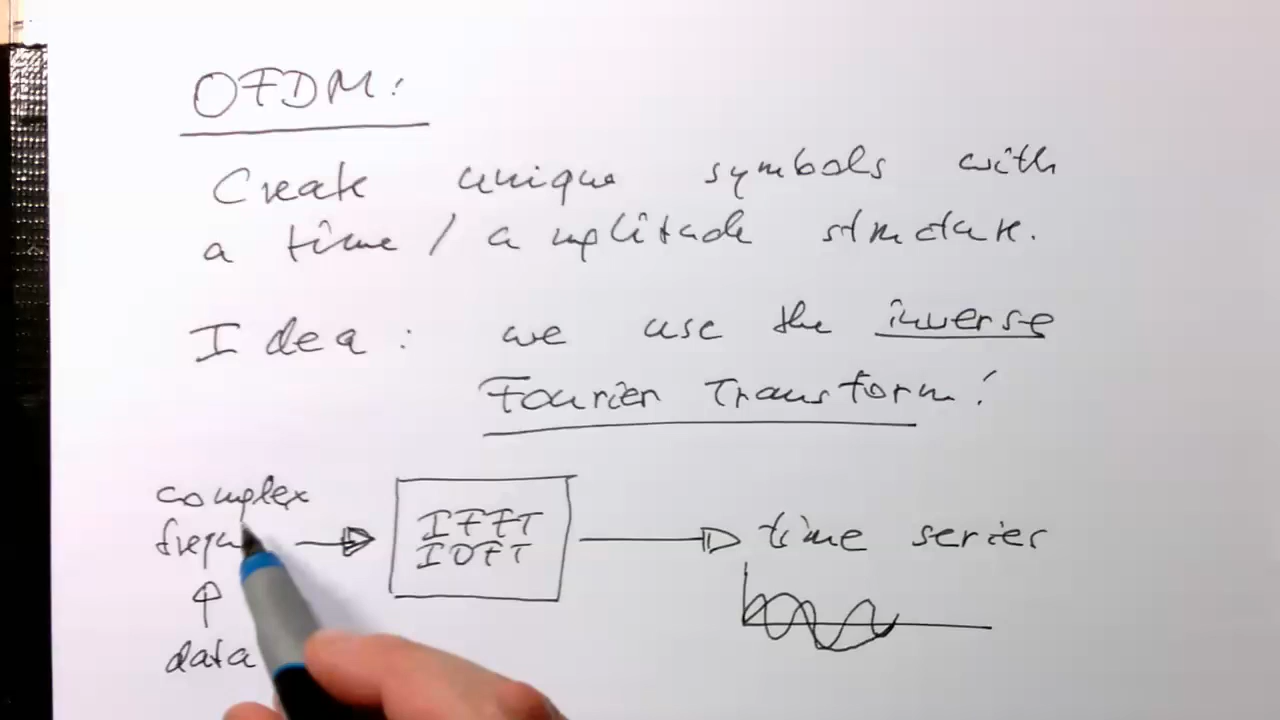 OFDM:
Create unique symbols with
a time / amplitude structure.
Idea: we use the inverse
Fourier Transform!
complex
IFFT
IDFT
time series
data